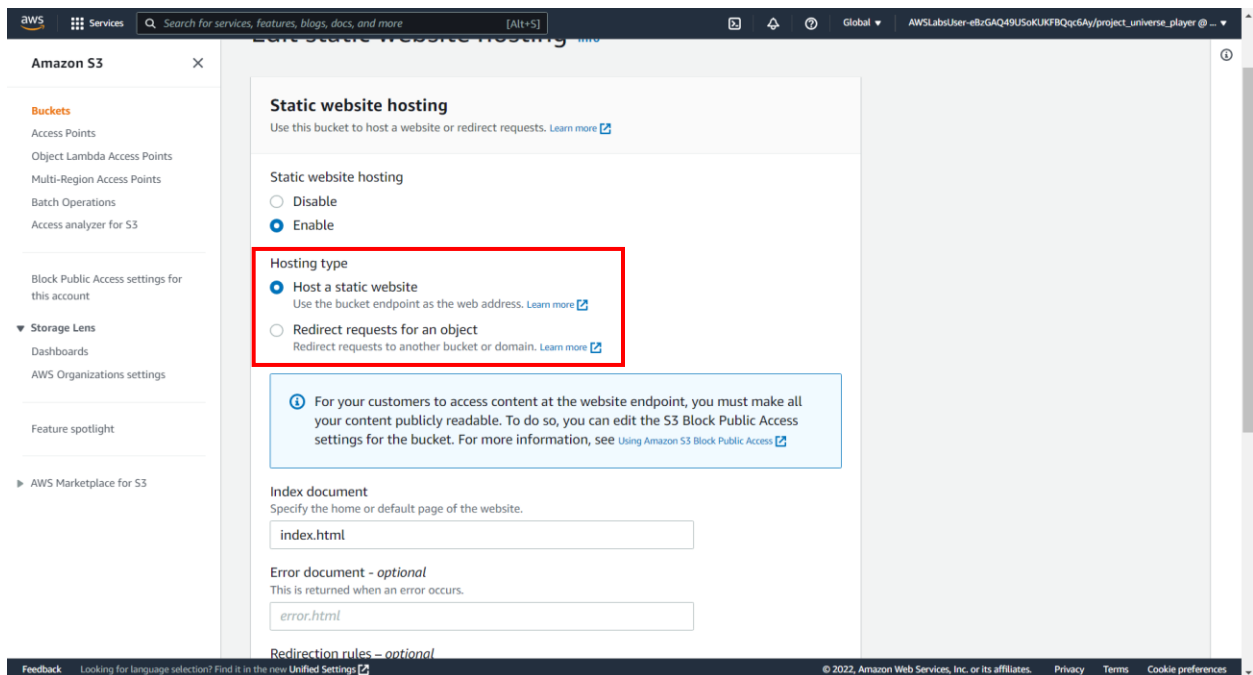 aws
Services
Search for services, features, blogs, docs, and more
[Alt+S]
Global
AWSLabsUser-eBzGAQ49USoKUKFBQqc6Ay/project_universe_player @ ...
Amazon S3
Buckets
Access Points
Object Lambda Access Points
Multi-Region Access Points
Batch Operations
Access analyzer for S3
Block Public Access settings for
this account
Storage Lens
Dashboards
AWS Organizations settings
Feature spotlight
AWS Marketplace for S3
Edit static website hosting Info
Static website hosting
Use this bucket to host a website or redirect requests. Learn more
Static website hosting
Disable
Enable
Hosting type
Host a static website
Use the bucket endpoint as the web address. Learn more
Redirect requests for an object
Redirect requests to another bucket or domain. Learn more
For your customers to access content at the website endpoint, you must make all
your content publicly readable. To do so, you can edit the S3 Block Public Access
settings for the bucket. For more information, see Using Amazon S3 Block Public Access
Index document
Specify the home or default page of the website.
index.html
Error document - optional
This is returned when an error occurs.
error.html
Redirection rules – optional
Feedback
Looking for language selection? Find it in the new Unified Settings
© 2022, Amazon Web Services, Inc. or its affiliates.
Privacy
Terms
Cookie preferences